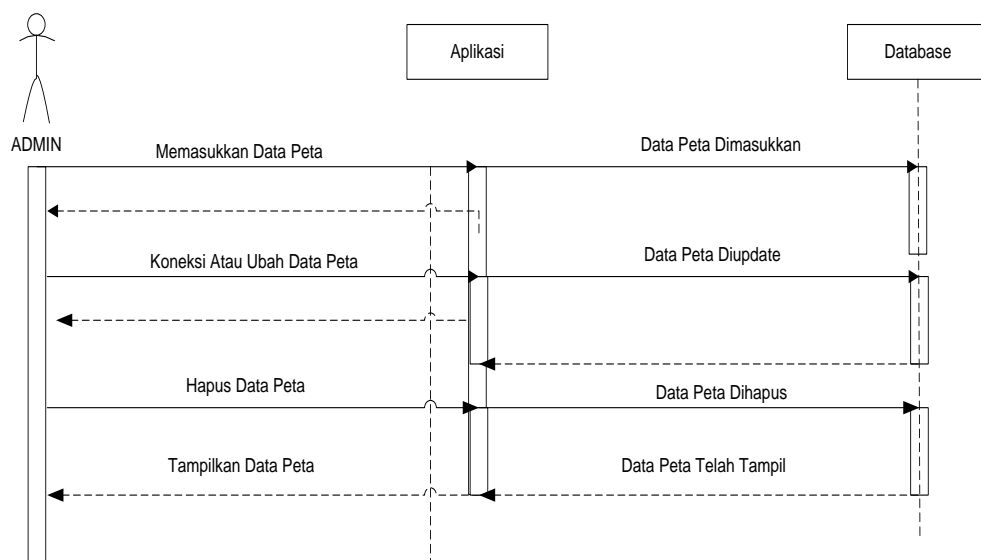 Aplikasi
Database
ADMIN
Memasukkan Data Peta
Data Peta Dimasukkan
Koneksi Atau Ubah Data Peta
Data Peta Diupdate
Hapus Data Peta
Data Peta Dihapus
Tampilkan Data Peta
Data Peta Telah Tampil